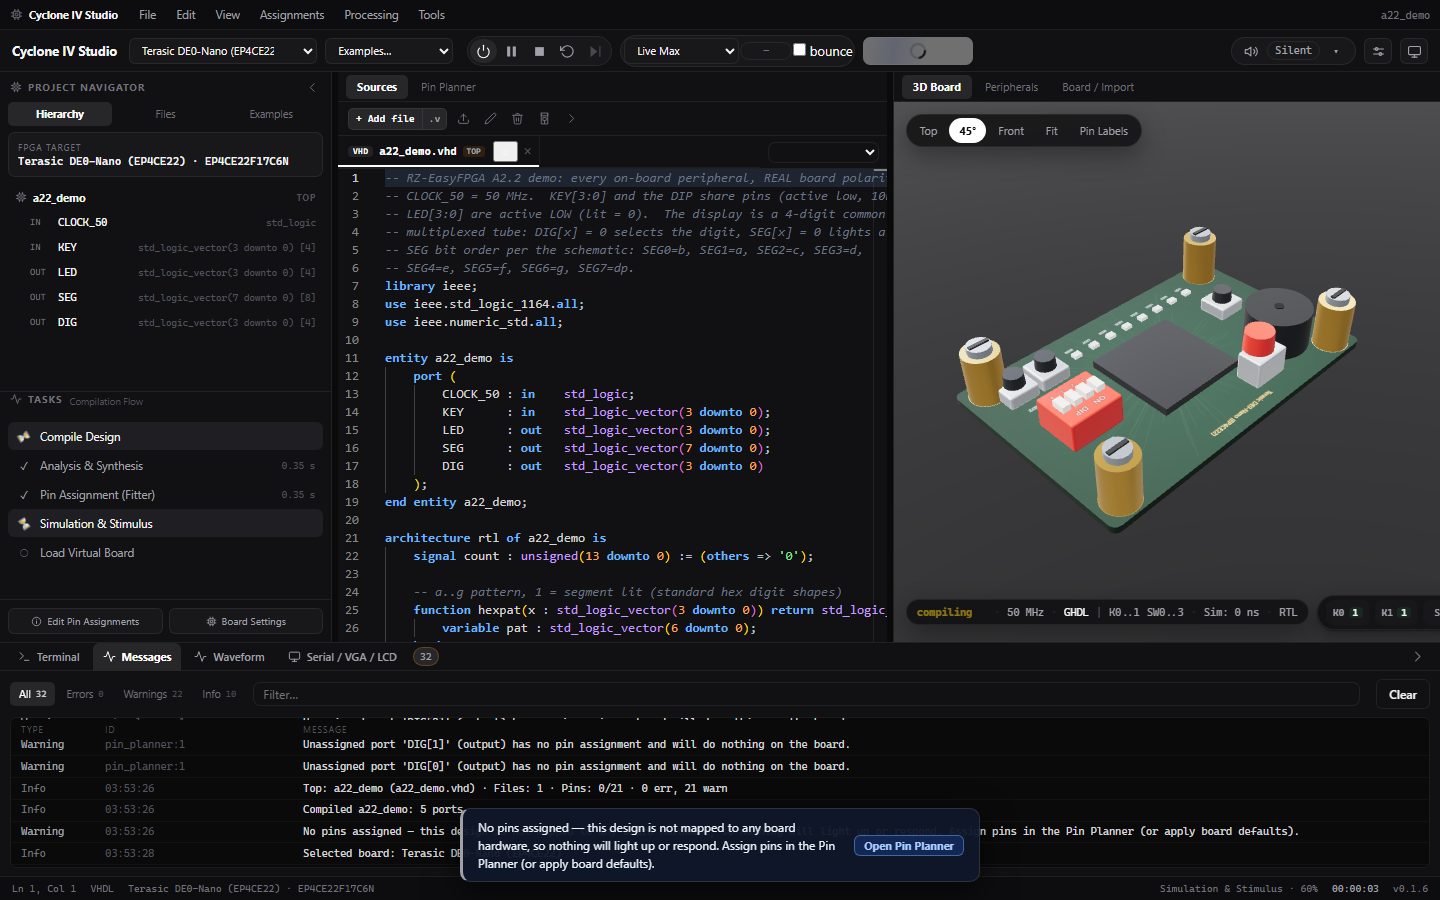 Cyclone IV Studio File Edit View Assignments Processing Tools a22_demo
Cyclone IV Studio Terasic DE0-Nano (EP4CE22 Examples... Live Max – bounce Silent
PROJECT NAVIGATOR
Hierarchy Files Examples
FPGA TARGET
Terasic DE0-Nano (EP4CE22) · EP4CE22F17C6N
a22_demo TOP
IN CLOCK_50 std_logic
IN KEY std_logic_vector(3 downto 0) [4]
OUT LED std_logic_vector(3 downto 0) [4]
OUT SEG std_logic_vector(7 downto 0) [8]
OUT DIG std_logic_vector(3 downto 0) [4]
TASKS Compilation Flow
Compile Design
Analysis & Synthesis 0.35 s
Pin Assignment (Fitter) 0.35 s
Simulation & Stimulus
Load Virtual Board
Edit Pin Assignments Board Settings
Sources Pin Planner
+ Add file .v
VHD a22_demo.vhd TOP ×
1 -- RZ-EasyFPGA A2.2 demo: every on-board peripheral, REAL board polari
2 -- CLOCK_50 = 50 MHz. KEY[3:0] and the DIP share pins (active low, 10
3 -- LED[3:0] are active LOW (lit = 0). The display is a 4-digit common
4 -- multiplexed tube: DIG[x] = 0 selects the digit, SEG[x] = 0 lights a
5 -- SEG bit order per the schematic: SEG0=b, SEG1=a, SEG2=c, SEG3=d,
6 -- SEG4=e, SEG5=f, SEG6=g, SEG7=dp.
7 library ieee;
8 use ieee.std_logic_1164.all;
9 use ieee.numeric_std.all;
10
11 entity a22_demo is
12 port (
13 CLOCK_50 : in std_logic;
14 KEY : in std_logic_vector(3 downto 0);
15 LED : out std_logic_vector(3 downto 0);
16 SEG : out std_logic_vector(7 downto 0);
17 DIG : out std_logic_vector(3 downto 0)
18 );
19 end entity a22_demo;
20
21 architecture rtl of a22_demo is
22 signal count : unsigned(13 downto 0) := (others => '0');
23
24 -- a..g pattern, 1 = segment lit (standard hex digit shapes)
25 function hexpat(x : std_logic_vector(3 downto 0)) return std_logic_
26 variable pat : std_logic_vector(6 downto 0);
3D Board Peripherals Board / Import
Top 45° Front Fit Pin Labels
ON DIP
Terasic DE0-Nano (EP4CE22)
compiling · 50 MHz · GHDL | K0..1 SW0..3 · Sim: 0 ns · RTL
K0 1 K1 1 S
Terminal Messages Waveform Serial / VGA / LCD 32
All 32 Errors 0 Warnings 22 Info 10 Filter... Clear
TYPE ID MESSAGE
Warning pin_planner:1 Unassigned port 'DIG[1]' (output) has no pin assignment and will do nothing on the board.
Warning pin_planner:1 Unassigned port 'DIG[0]' (output) has no pin assignment and will do nothing on the board.
Info 03:53:26 Top: a22_demo (a22_demo.vhd) · Files: 1 · Pins: 0/21 · 0 err, 21 warn
Info 03:53:26 Compiled a22_demo: 5 ports
Warning 03:53:26 No pins assigned — this des pins in the Pin Planner (or apply board defaults).
Info 03:53:28 Selected board: Terasic DE
No pins assigned — this design is not mapped to any board
hardware, so nothing will light up or respond. Assign pins in the Pin
Planner (or apply board defaults).
Open Pin Planner
Ln 1, Col 1 VHDL Terasic DE0-Nano (EP4CE22) · EP4CE22F17C6N Simulation & Stimulus · 60% 00:00:03 v0.1.6